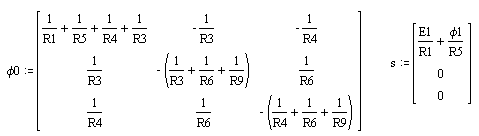 ϕ0 := [ 1/R1 + 1/R5 + 1/R4 + 1/R3    - 1/R3    - 1/R4 ]    s := [ E1/R1 + ϕ1/R5 ]
[ 1/R3    - (1/R3 + 1/R6 + 1/R9)    1/R6 ]    [ 0 ]
[ 1/R4    1/R6    - (1/R4 + 1/R6 + 1/R9) ]    [ 0 ]